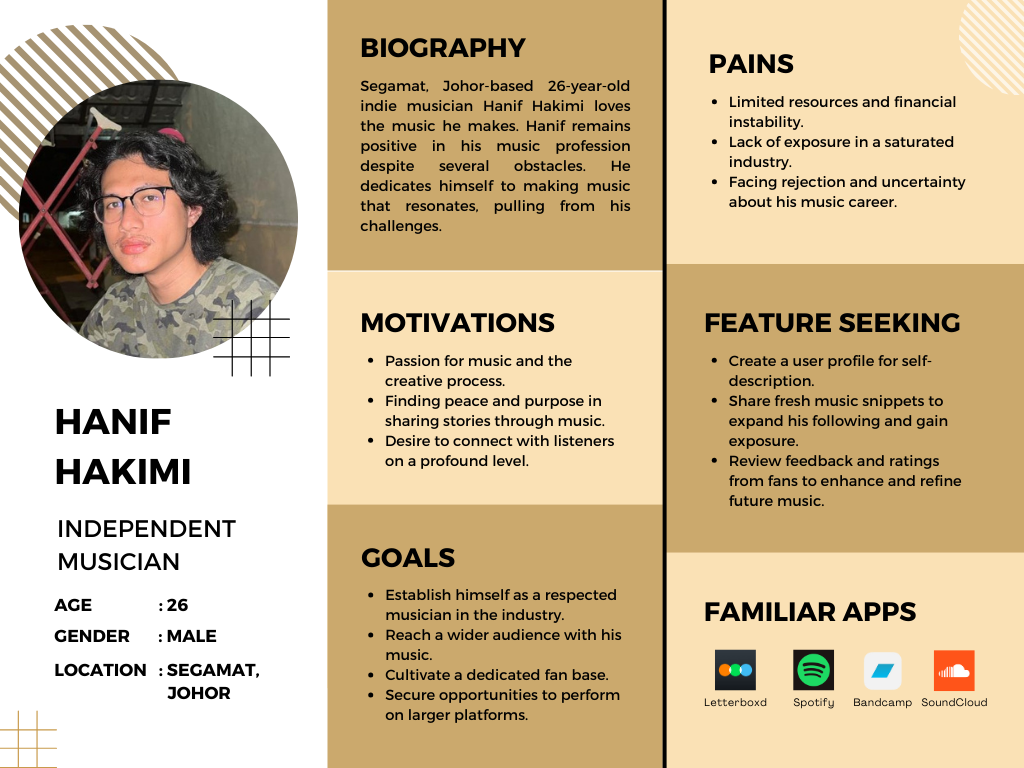 HANIF
HAKIMI
INDEPENDENT
MUSICIAN
AGE : 26
GENDER : MALE
LOCATION : SEGAMAT,
JOHOR
BIOGRAPHY
Segamat, Johor-based 26-year-old
indie musician Hanif Hakimi loves
the music he makes. Hanif remains
positive in his music profession
despite several obstacles. He
dedicates himself to making music
that resonates, pulling from his
challenges.
MOTIVATIONS
• Passion for music and the
creative process.
• Finding peace and purpose in
sharing stories through music.
• Desire to connect with listeners
on a profound level.
GOALS
• Establish himself as a respected
musician in the industry.
• Reach a wider audience with his
music.
• Cultivate a dedicated fan base.
• Secure opportunities to perform
on larger platforms.
PAINS
• Limited resources and financial
instability.
• Lack of exposure in a saturated
industry.
• Facing rejection and uncertainty
about his music career.
FEATURE SEEKING
• Create a user profile for self-
description.
• Share fresh music snippets to
expand his following and gain
exposure.
• Review feedback and ratings
from fans to enhance and refine
future music.
FAMILIAR APPS
Letterboxd Spotify Bandcamp SoundCloud